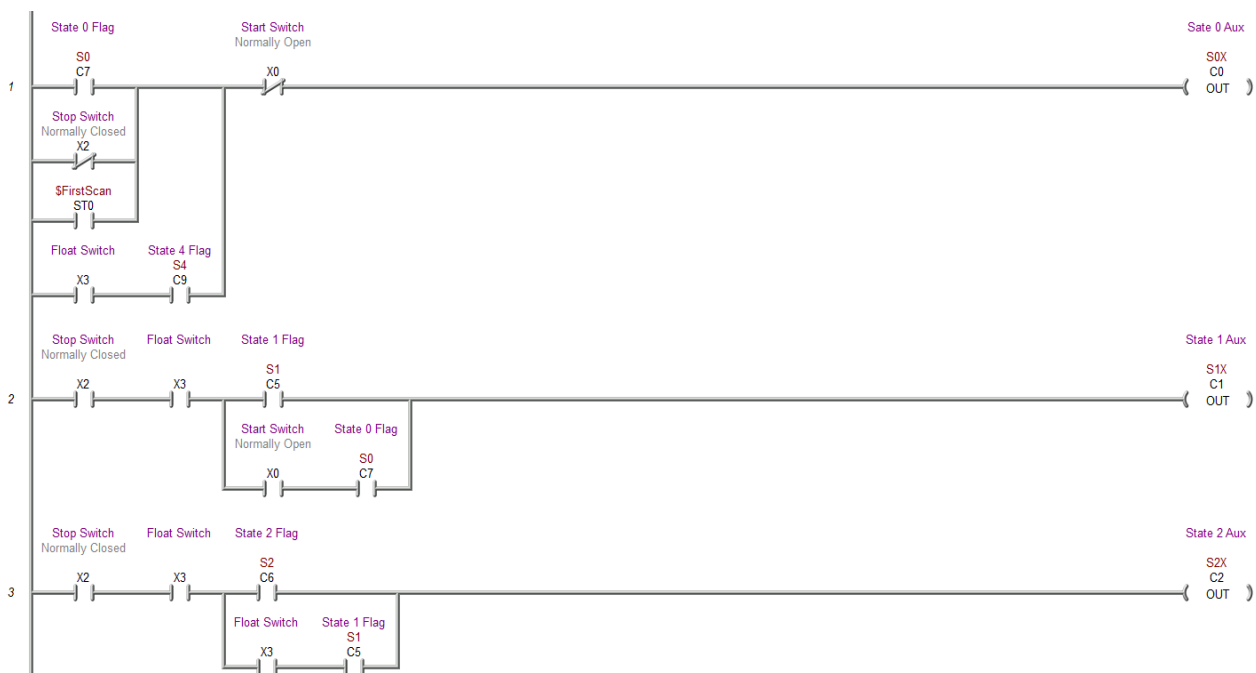 State 0 Flag Start Switch Sate 0 Aux
Normally Open
S0 S0X
C7 X0 C0
1 OUT
Stop Switch
Normally Closed
X2
$FirstScan
ST0
Float Switch State 4 Flag
S4
X3 C9
Stop Switch Float Switch State 1 Flag State 1 Aux
Normally Closed
S1 S1X
X2 X3 C5 C1
2 OUT
Start Switch State 0 Flag
Normally Open
S0
X0 C7
Stop Switch Float Switch State 2 Flag State 2 Aux
Normally Closed
S2 S2X
X2 X3 C6 C2
3 OUT
Float Switch State 1 Flag
S1
X3 C5